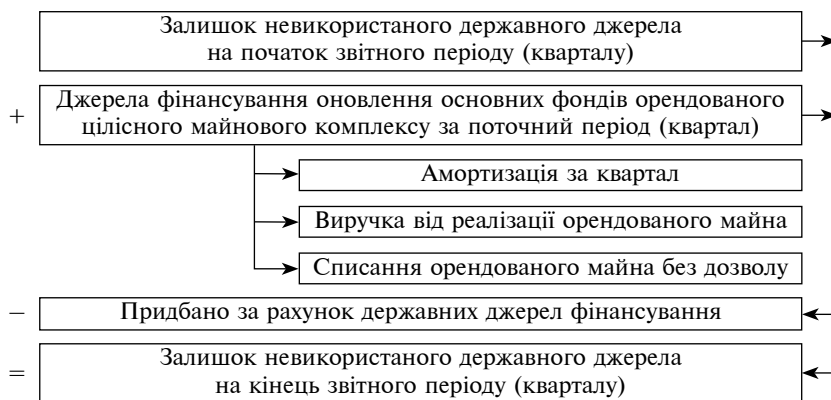 Залишок невикористаного державного джерела
на початок звітного періоду (кварталу)
+ Джерела фінансування оновлення основних фондів орендованого
цілісного майнового комплексу за поточний період (квартал)
Амортизація за квартал
Виручка від реалізації орендованого майна
Списання орендованого майна без дозволу
– Придбано за рахунок державних джерел фінансування
= Залишок невикористаного державного джерела
на кінець звітного періоду (кварталу)